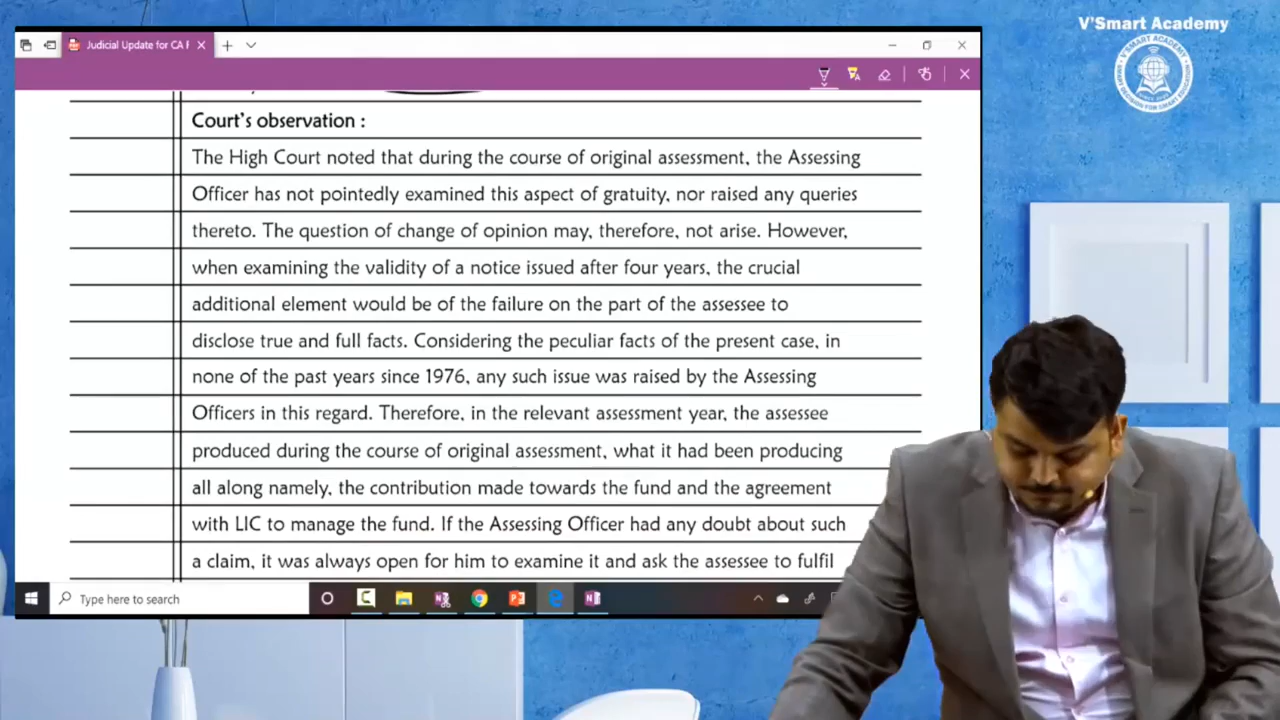 V'Smart Academy
Judicial Update for CA F
Court's observation :
The High Court noted that during the course of original assessment, the Assessing
Officer has not pointedly examined this aspect of gratuity, nor raised any queries
thereto. The question of change of opinion may, therefore, not arise. However,
when examining the validity of a notice issued after four years, the crucial
additional element would be of the failure on the part of the assessee to
disclose true and full facts. Considering the peculiar facts of the present case, in
none of the past years since 1976, any such issue was raised by the Assessing
Officers in this regard. Therefore, in the relevant assessment year, the assessee
produced during the course of original assessment, what it had been producing
all along namely, the contribution made towards the fund and the agreement
with LIC to manage the fund. If the Assessing Officer had any doubt about such
a claim, it was always open for him to examine it and ask the assessee to fulfil
Type here to search